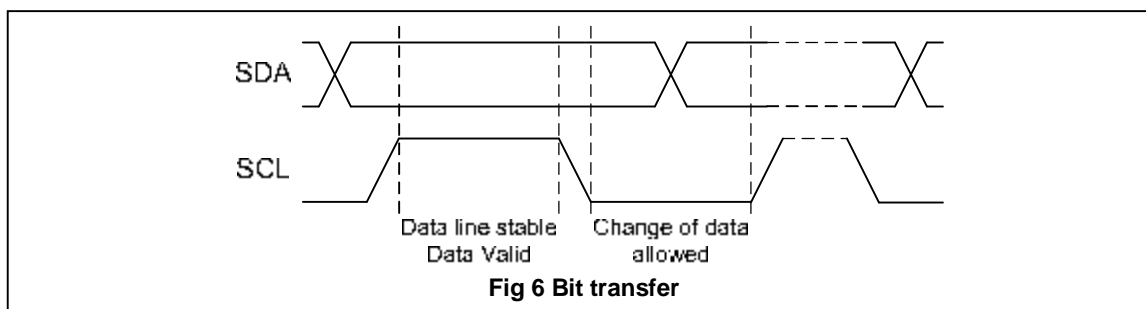 SDA
SCL
Data line stable
Data Valid
Change of data
allowed
Fig 6 Bit transfer